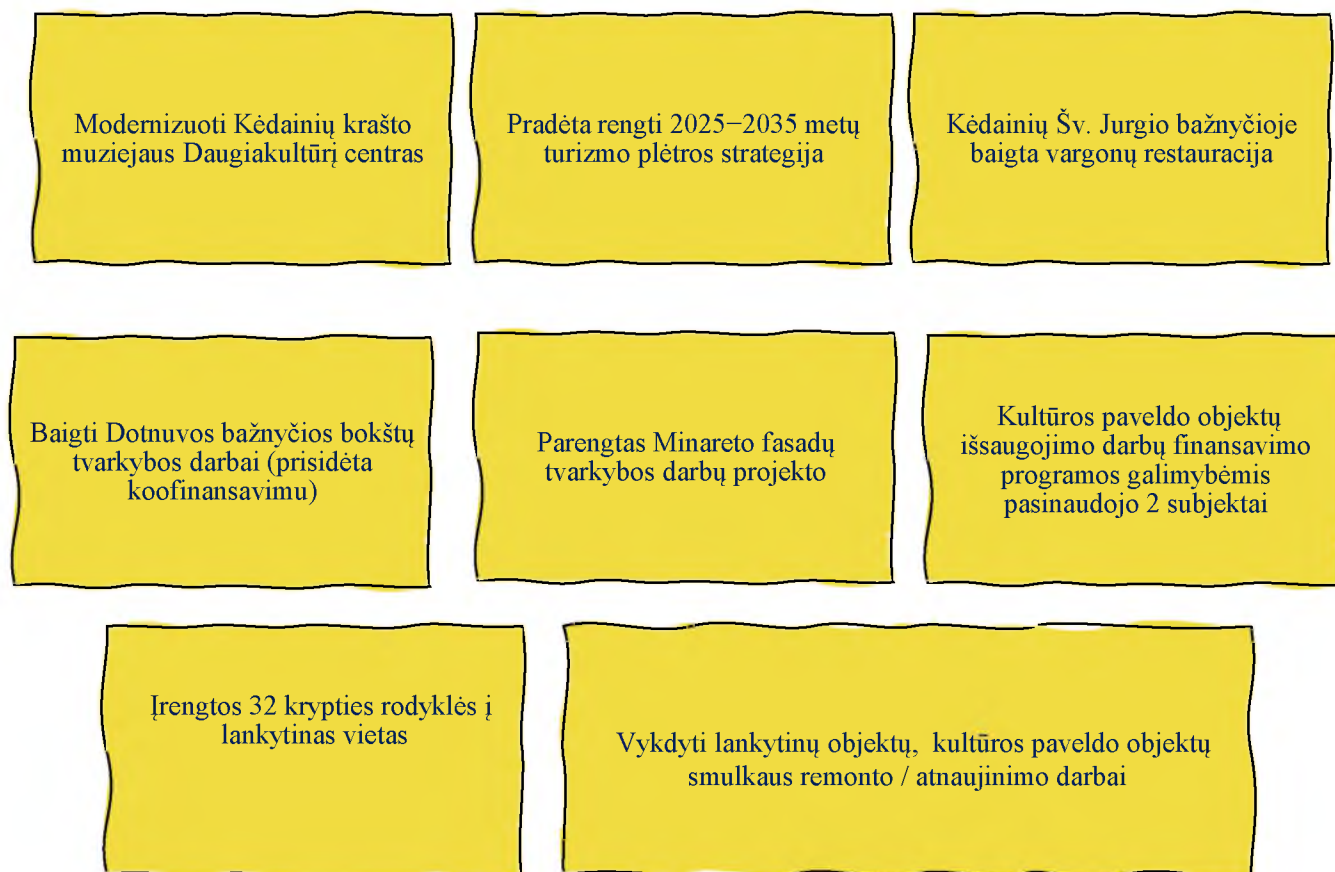 Modernizuoti Kėdainių krašto
muziejaus Daugiakultūrį centras
Pradėta rengti 2025–2035 metų
turizmo plėtros strategija
Kėdainių Šv. Jurgio bažnyčioje
baigta vargonų restauracija
Baigti Dotnuvos bažnyčios bokštų
tvarkybos darbai (prisidėta
koofinansavimu)
Parengtas Minareto fasadų
tvarkybos darbų projekto
Kultūros paveldo objektų
išsaugojimo darbų finansavimo
programos galimybėmis
pasinaudojo 2 subjektai
Įrengtos 32 krypties rodyklės į
lankytinas vietas
Vykdyti lankytinų objektų, kultūros paveldo objektų
smulkaus remonto / atnaujinimo darbai